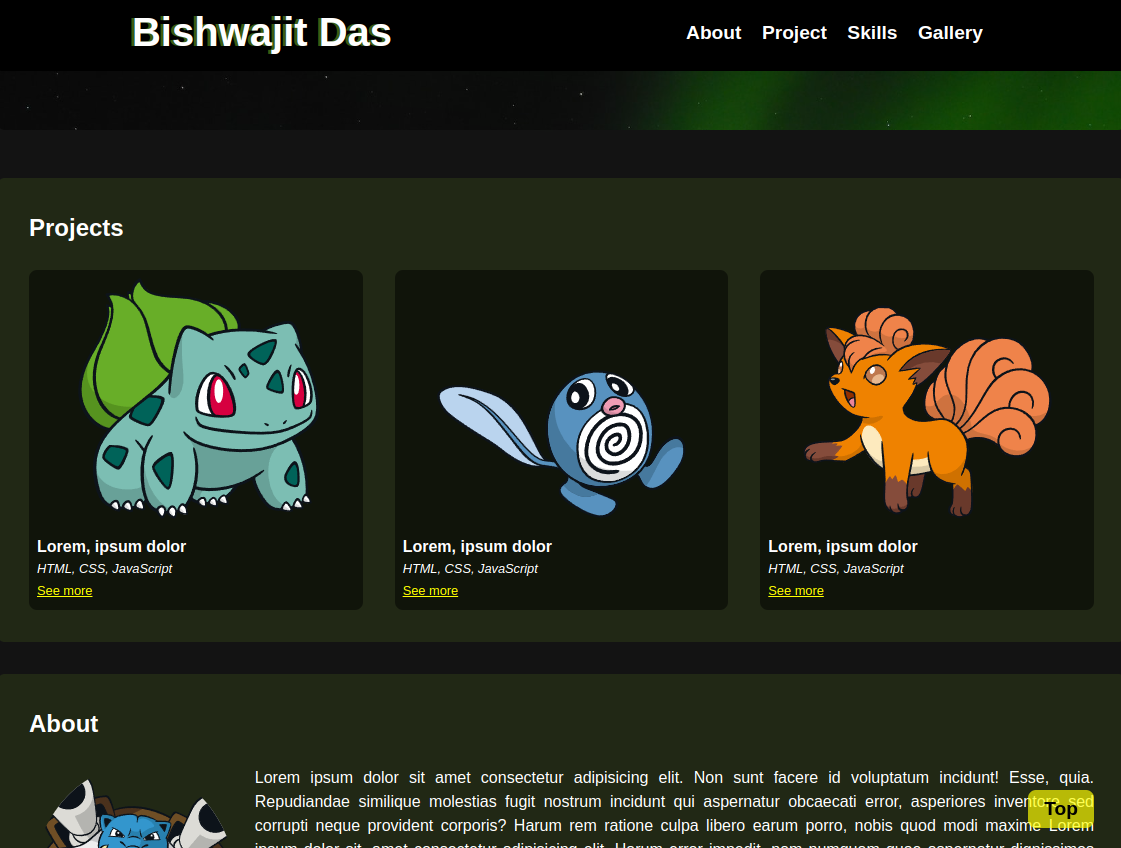 Bishwajit Das
About Project Skills Gallery
Projects
Lorem, ipsum dolor
HTML, CSS, JavaScript
See more
Lorem, ipsum dolor
HTML, CSS, JavaScript
See more
Lorem, ipsum dolor
HTML, CSS, JavaScript
See more
About
Lorem ipsum dolor sit amet consectetur adipisicing elit. Non sunt facere id voluptatum incidunt! Esse, quia.
Repudiandae similique molestias fugit nostrum incidunt qui aspernatur obcaecati error, asperiores inventore sed
corrupti neque provident corporis? Harum rem ratione culpa libero earum porro, nobis quod modi maxime Lorem
Top